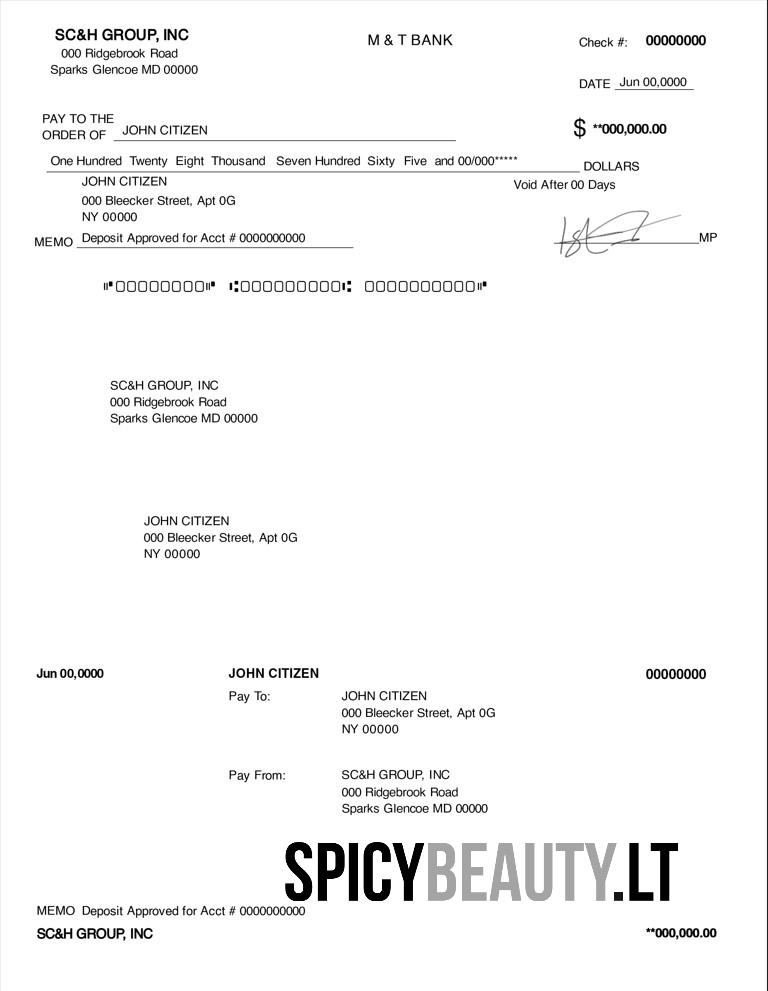 SC&H GROUP, INC
000 Ridgebrook Road
Sparks Glencoe MD 00000
M & T BANK
Check #: 00000000
DATE Jun 00,0000
PAY TO THE
ORDER OF JOHN CITIZEN
$ **000,000.00
One Hundred Twenty Eight Thousand Seven Hundred Sixty Five and 00/000***** DOLLARS
JOHN CITIZEN
000 Bleecker Street, Apt 0G
NY 00000
Void After 00 Days
MEMO Deposit Approved for Acct # 0000000000
MP
⑈00000000⑈ ⑆000000000⑆ 0000000000⑈
SC&H GROUP, INC
000 Ridgebrook Road
Sparks Glencoe MD 00000
JOHN CITIZEN
000 Bleecker Street, Apt 0G
NY 00000
Jun 00,0000 JOHN CITIZEN 00000000
Pay To: JOHN CITIZEN
000 Bleecker Street, Apt 0G
NY 00000
Pay From: SC&H GROUP, INC
000 Ridgebrook Road
Sparks Glencoe MD 00000
SPICYBEAUTY.LT
MEMO Deposit Approved for Acct # 0000000000
SC&H GROUP, INC **000,000.00